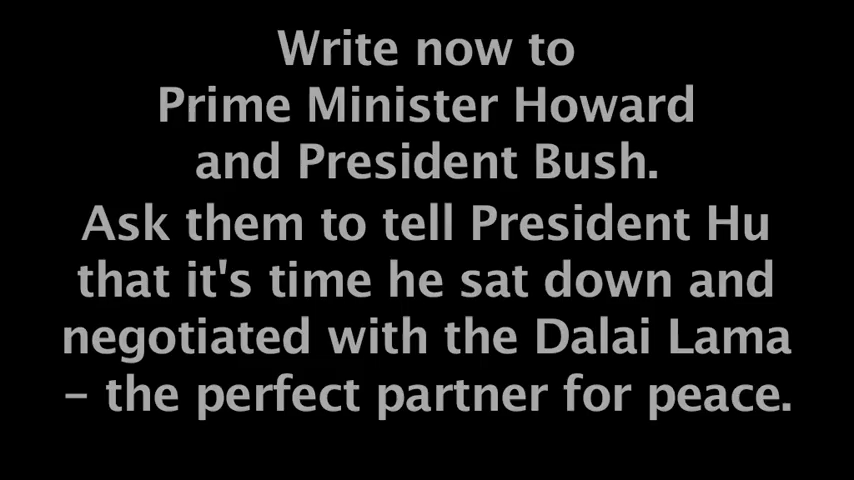 Write now to
Prime Minister Howard
and President Bush.
Ask them to tell President Hu
that it's time he sat down and
negotiated with the Dalai Lama
– the perfect partner for peace.